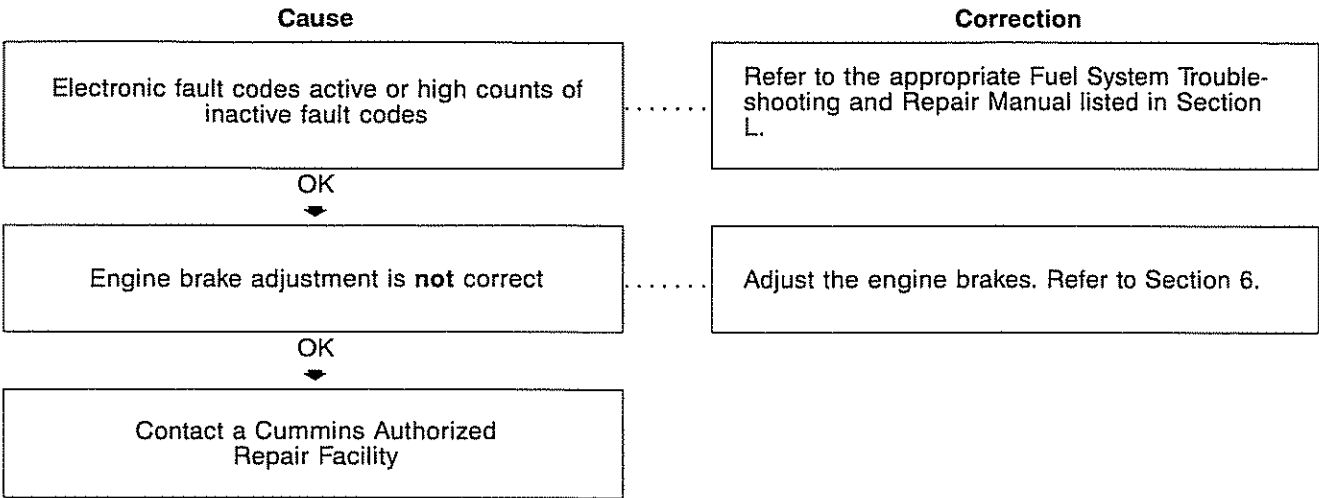 Cause
Correction
Electronic fault codes active or high counts of
inactive fault codes
.......
Refer to the appropriate Fuel System Trouble-
shooting and Repair Manual listed in Section
L.
OK
Engine brake adjustment is not correct
.......
Adjust the engine brakes. Refer to Section 6.
OK
Contact a Cummins Authorized
Repair Facility